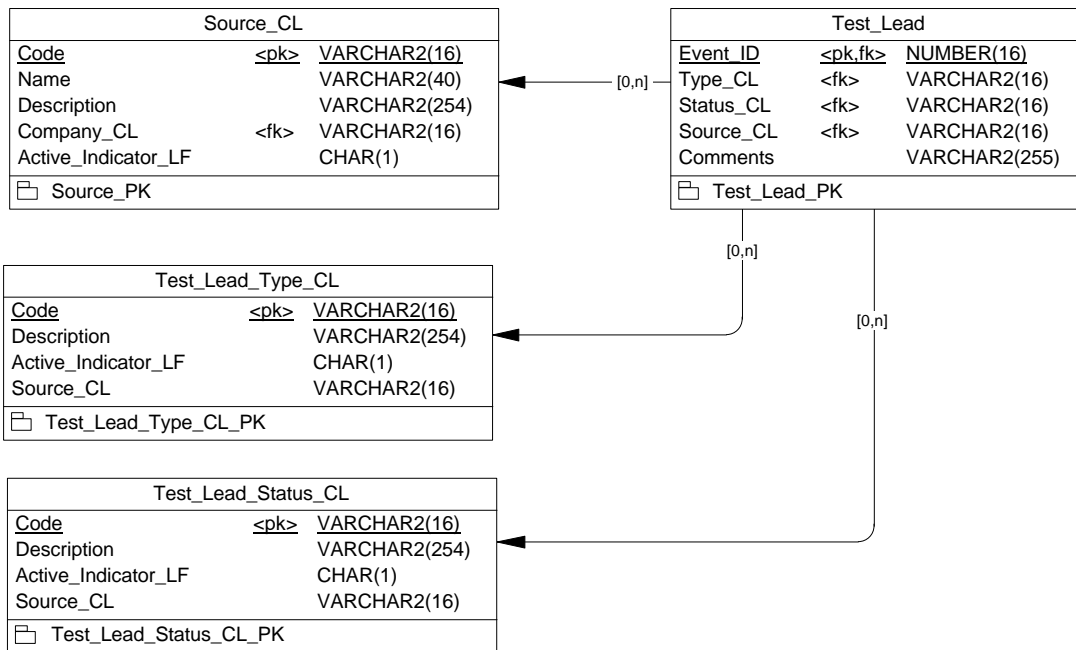 Source_CL
Code <pk> VARCHAR2(16)
Name VARCHAR2(40)
Description VARCHAR2(254)
Company_CL <fk> VARCHAR2(16)
Active_Indicator_LF CHAR(1)
Source_PK
[0,n]
Test_Lead
Event_ID <pk,fk> NUMBER(16)
Type_CL <fk> VARCHAR2(16)
Status_CL <fk> VARCHAR2(16)
Source_CL <fk> VARCHAR2(16)
Comments VARCHAR2(255)
Test_Lead_PK
[0,n]
[0,n]
Test_Lead_Type_CL
Code <pk> VARCHAR2(16)
Description VARCHAR2(254)
Active_Indicator_LF CHAR(1)
Source_CL VARCHAR2(16)
Test_Lead_Type_CL_PK
Test_Lead_Status_CL
Code <pk> VARCHAR2(16)
Description VARCHAR2(254)
Active_Indicator_LF CHAR(1)
Source_CL VARCHAR2(16)
Test_Lead_Status_CL_PK